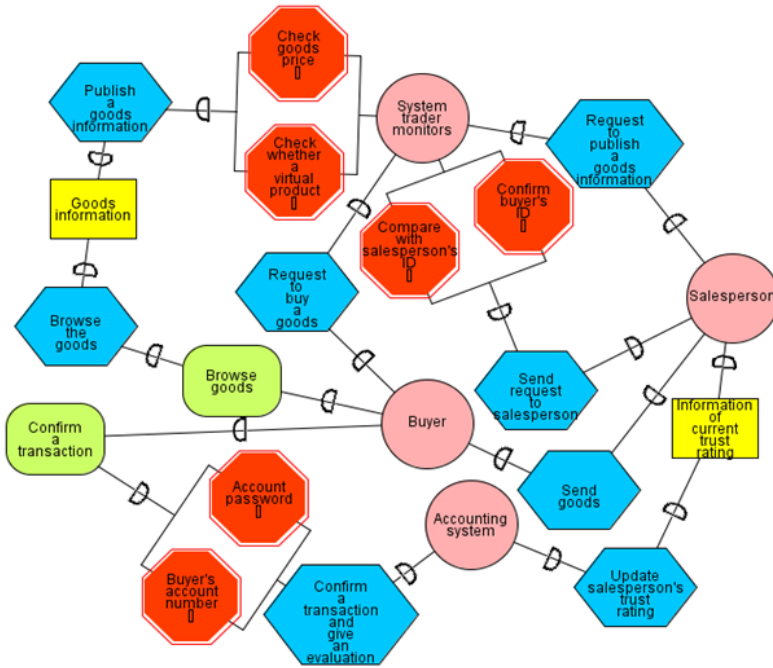 Check
goods
price
▯
Publish
a
goods
information
System
trader
monitors
Request
to
publish
a
goods
information
Check
whether
a
virtual
product
▯
Confirm
buyer's
ID
▯
Goods
information
Compare
with
salesperson's
ID
▯
Request
to
buy
a
goods
Salesperson
Browse
the
goods
Browse
goods
Send
request
to
salesperson
Information
of
current
trust
rating
Confirm
a
transaction
Buyer
Account
password
▯
Send
goods
Accounting
system
Buyer's
account
number
▯
Confirm
a
transaction
and
give
an
evaluation
Update
salesperson's
trust
rating